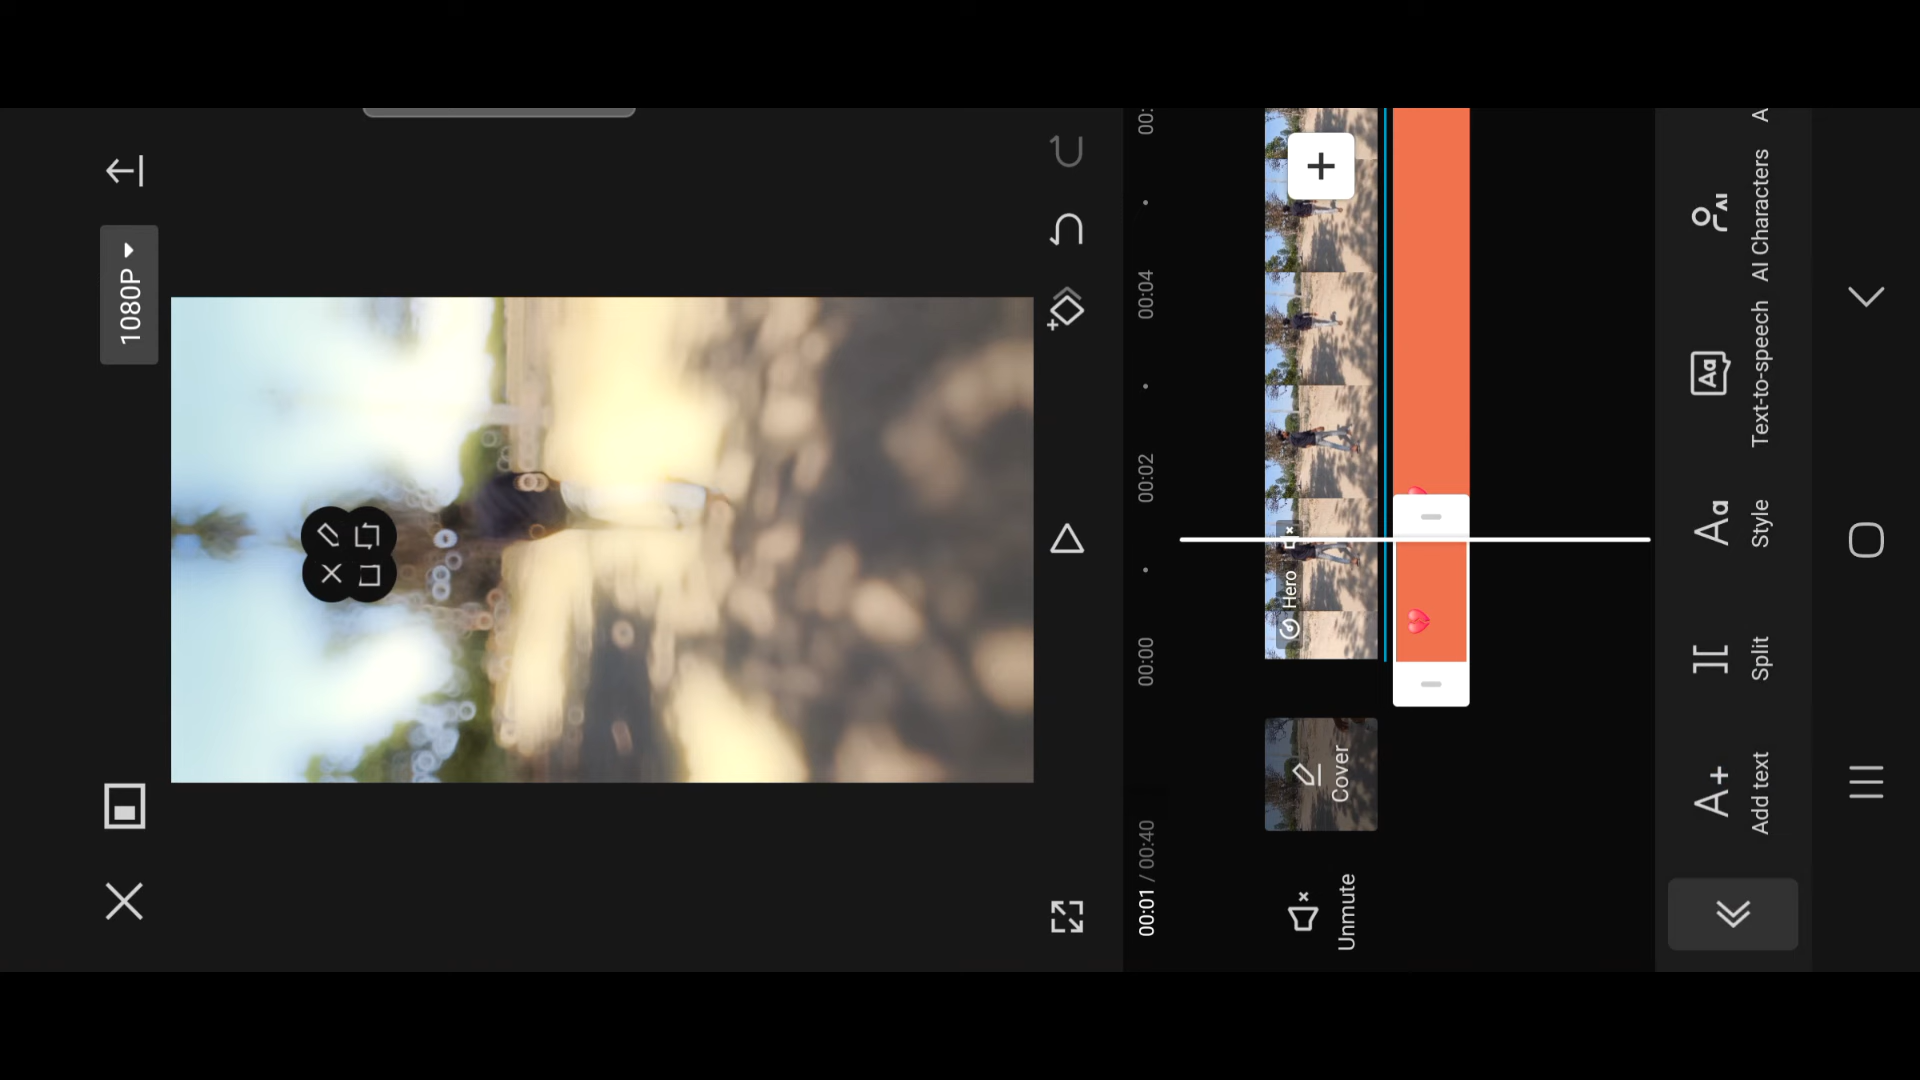 1080P
00:01 / 00:40
00:00
00:02
00:04
00:
Unmute
Cover
Hero
Add text
Split
Style
Text-to-speech
AI Characters
A